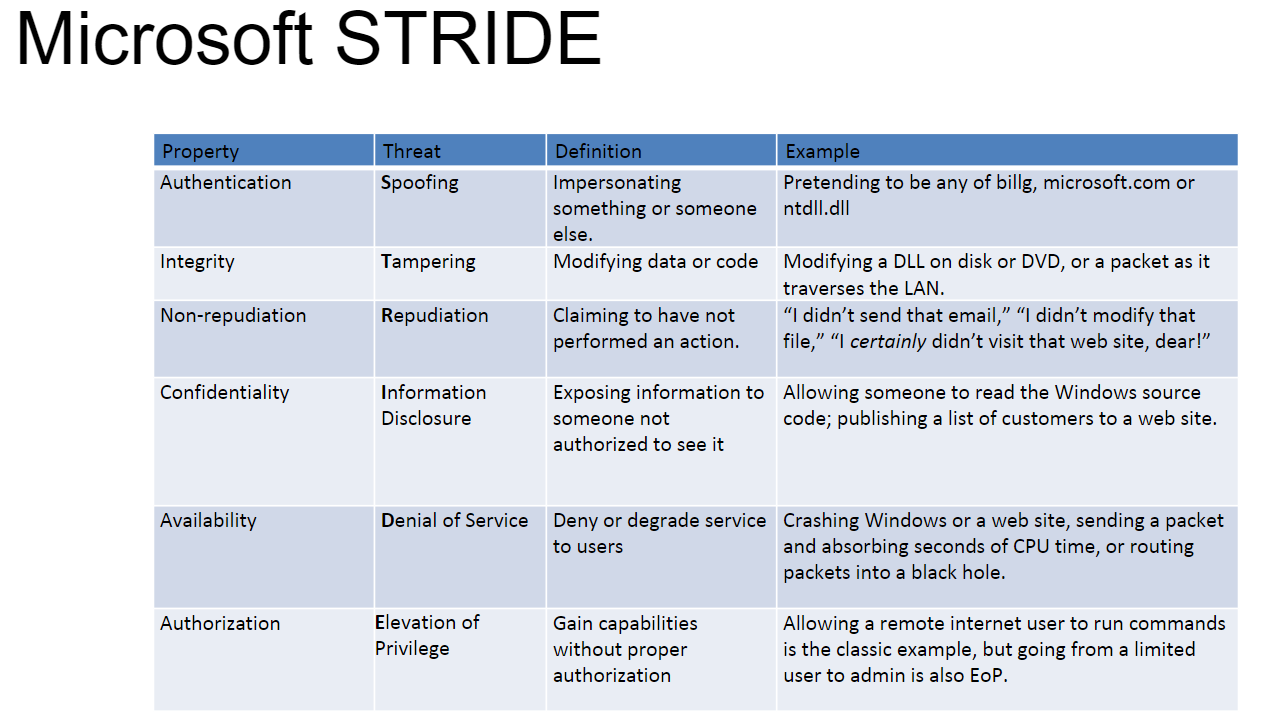 Microsoft STRIDE
Property Threat Definition Example
Authentication Spoofing Impersonating something or someone else. Pretending to be any of billg, microsoft.com or ntdll.dll
Integrity Tampering Modifying data or code Modifying a DLL on disk or DVD, or a packet as it traverses the LAN.
Non-repudiation Repudiation Claiming to have not performed an action. “I didn’t send that email,” “I didn’t modify that file,” “I certainly didn’t visit that web site, dear!”
Confidentiality Information Disclosure Exposing information to someone not authorized to see it Allowing someone to read the Windows source code; publishing a list of customers to a web site.
Availability Denial of Service Deny or degrade service to users Crashing Windows or a web site, sending a packet and absorbing seconds of CPU time, or routing packets into a black hole.
Authorization Elevation of Privilege Gain capabilities without proper authorization Allowing a remote internet user to run commands is the classic example, but going from a limited user to admin is also EoP.